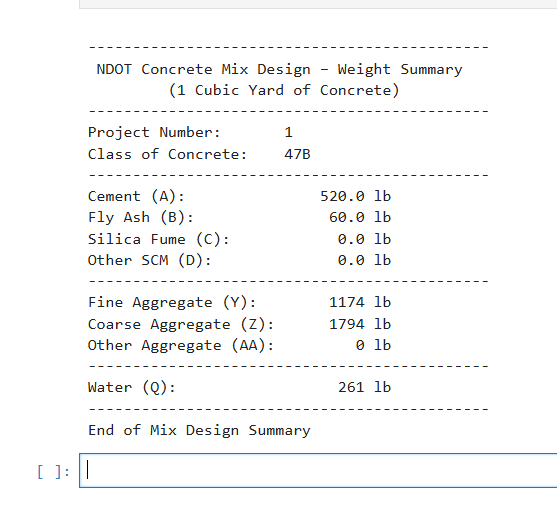 ---------------------------------------------
NDOT Concrete Mix Design – Weight Summary
(1 Cubic Yard of Concrete)
---------------------------------------------
Project Number: 1
Class of Concrete: 47B
---------------------------------------------
Cement (A): 520.0 lb
Fly Ash (B): 60.0 lb
Silica Fume (C): 0.0 lb
Other SCM (D): 0.0 lb
---------------------------------------------
Fine Aggregate (Y): 1174 lb
Coarse Aggregate (Z): 1794 lb
Other Aggregate (AA): 0 lb
---------------------------------------------
Water (Q): 261 lb
---------------------------------------------
End of Mix Design Summary
[ ]: